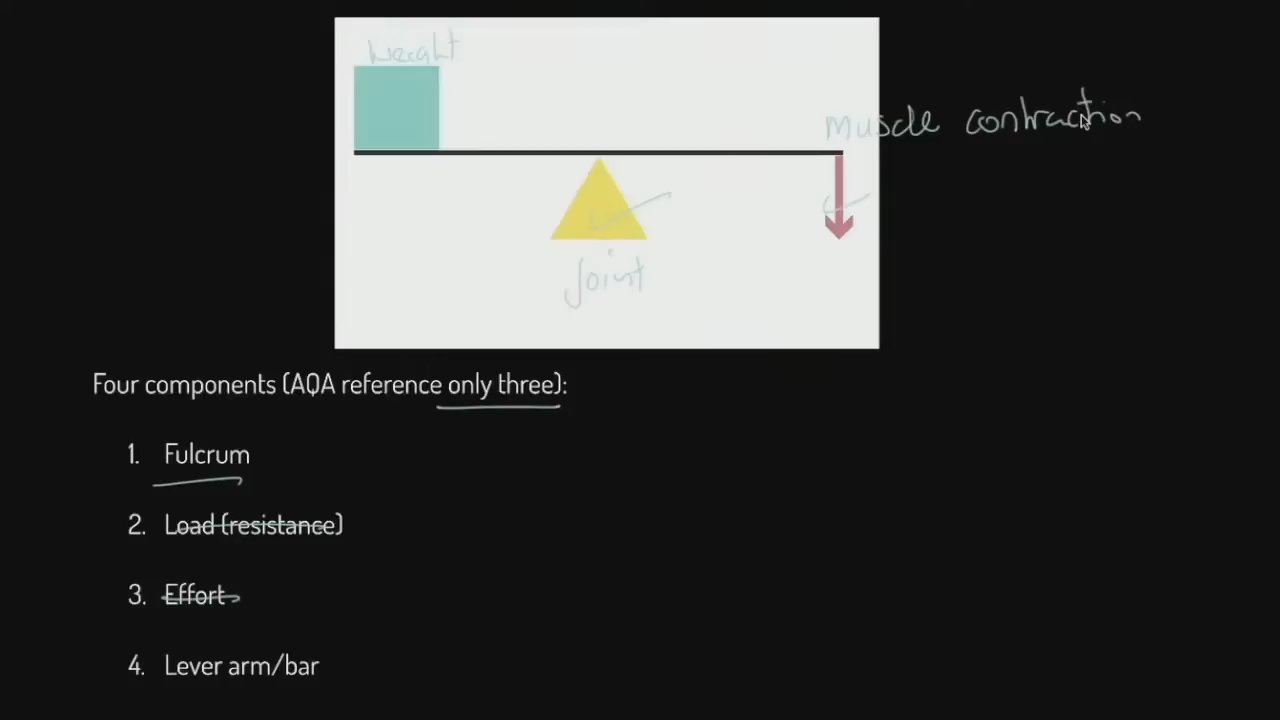 Weight
muscle contraction
Joint
Four components (AQA reference only three):
1. Fulcrum
2. Load (resistance)
3. Effort
4. Lever arm/bar